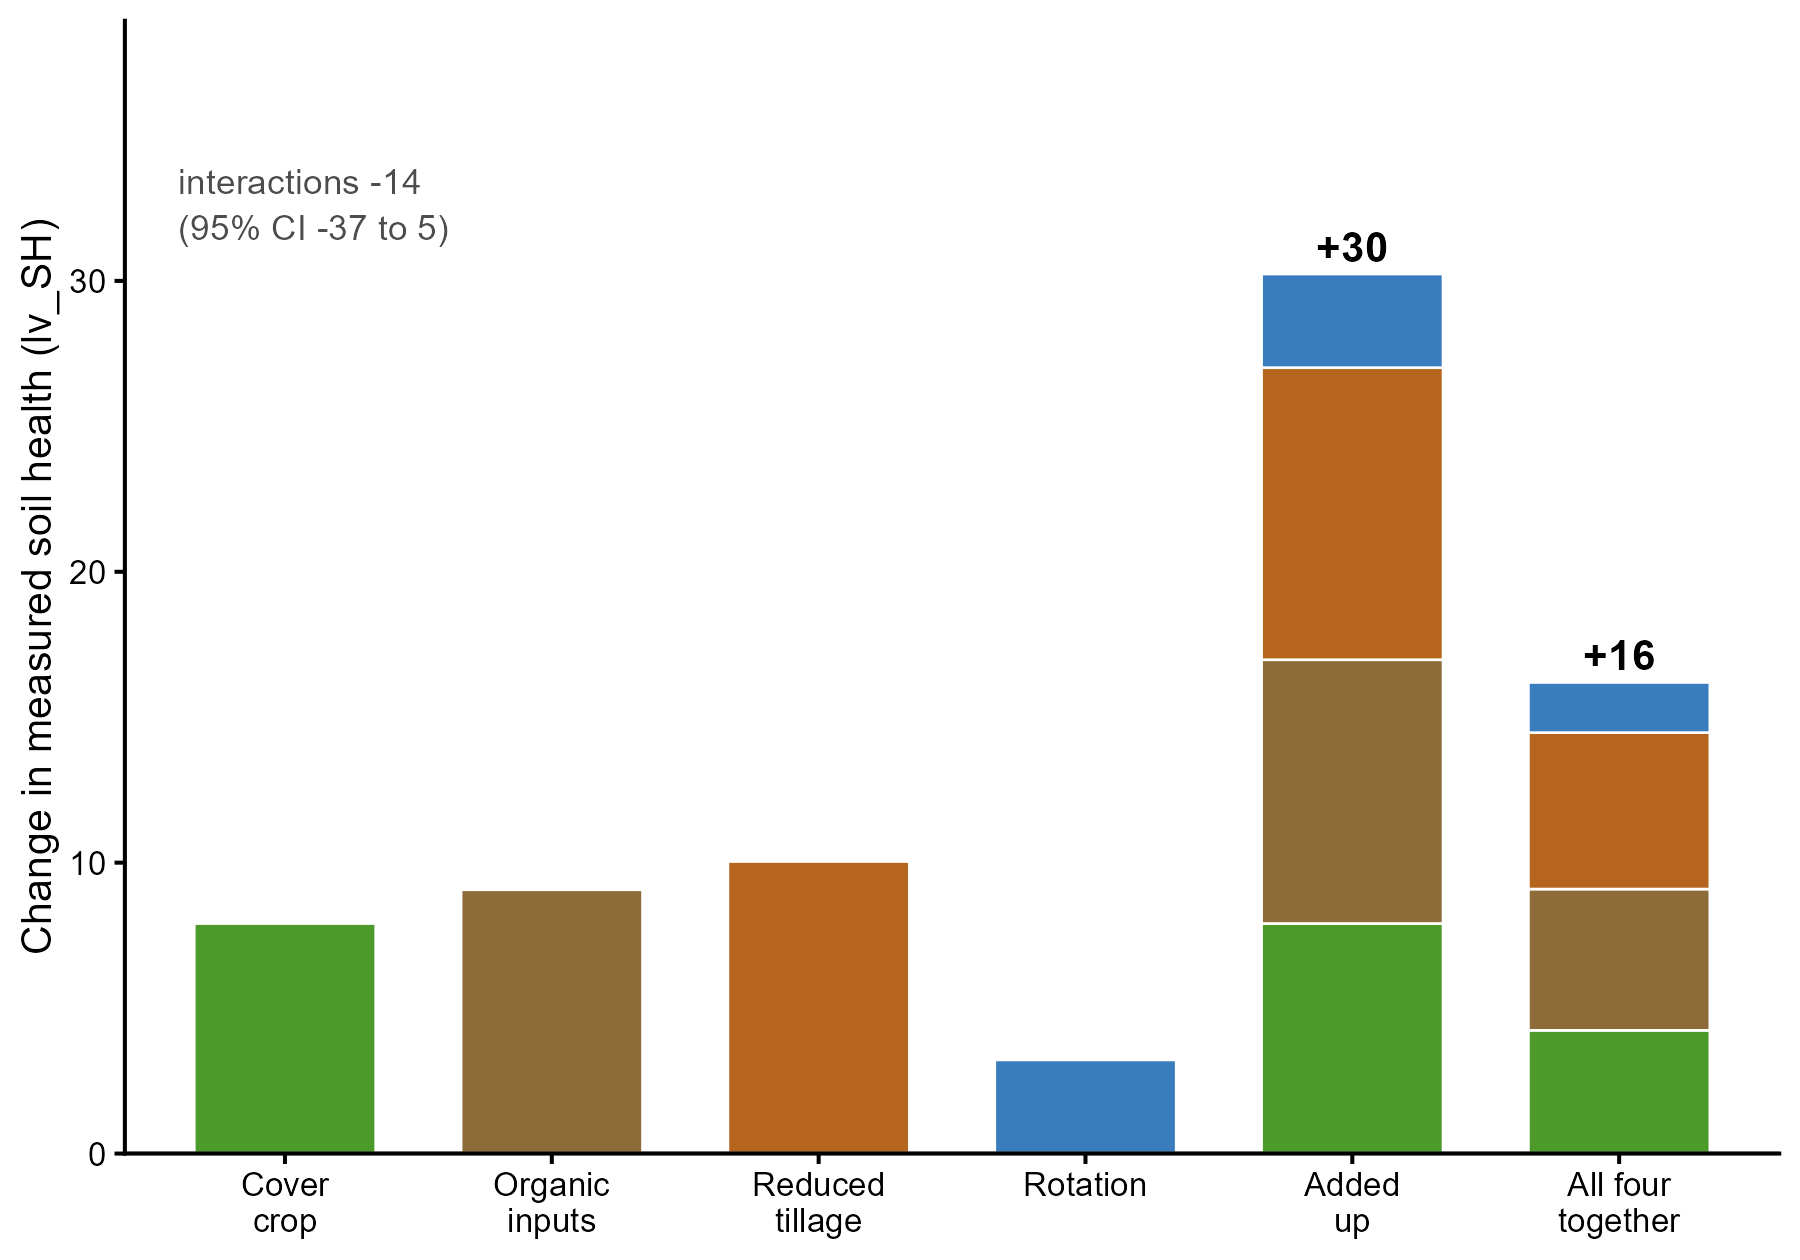 interactions -14
(95% CI -37 to 5)
Change in measured soil health (lv_SH)
30
20
10
0
+30
+16
Cover
crop
Organic
inputs
Reduced
tillage
Rotation
Added
up
All four
together